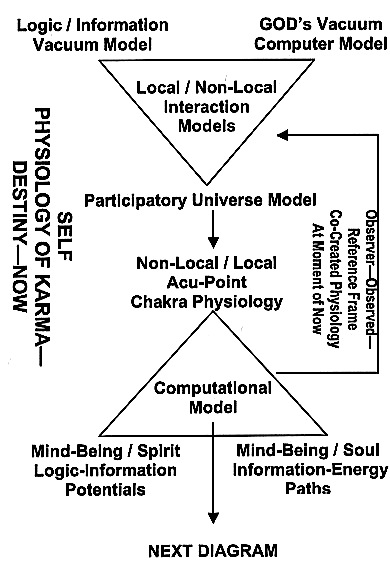 Logic / Information
Vacuum Model
GOD's Vacuum
Computer Model
Local / Non-Local
Interaction
Models
SELF
PHYSIOLOGY OF KARMA—
DESTINY—NOW
Participatory Universe Model
Observer—Observed—
Reference Frame
Co-Created Physiology
At Moment of Now
Non-Local / Local
Acu-Point
Chakra Physiology
Computational
Model
Mind-Being / Spirit
Logic-Information
Potentials
Mind-Being / Soul
Information-Energy
Paths
NEXT DIAGRAM